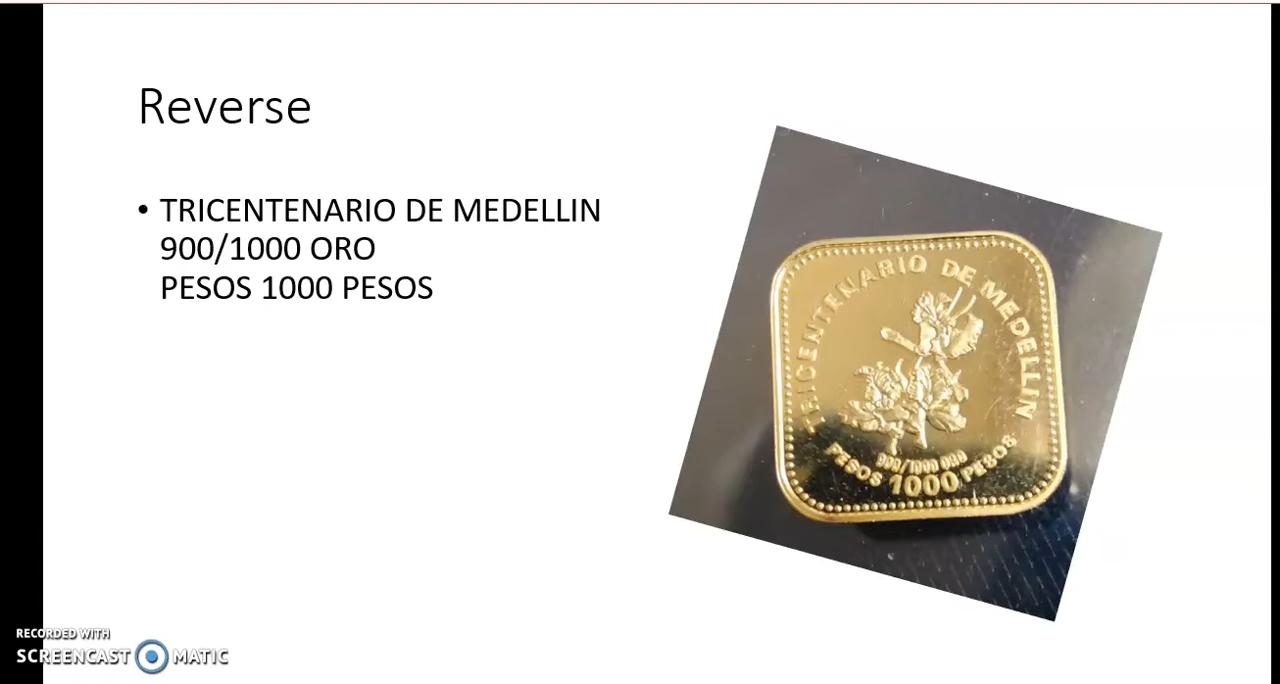 Reverse
• TRICENTENARIO DE MEDELLIN
900/1000 ORO
PESOS 1000 PESOS
TRICENTENARIO DE MEDELLIN
900/1000 ORO
PESOS 1000 PESOS
RECORDED WITH
SCREENCAST MATIC